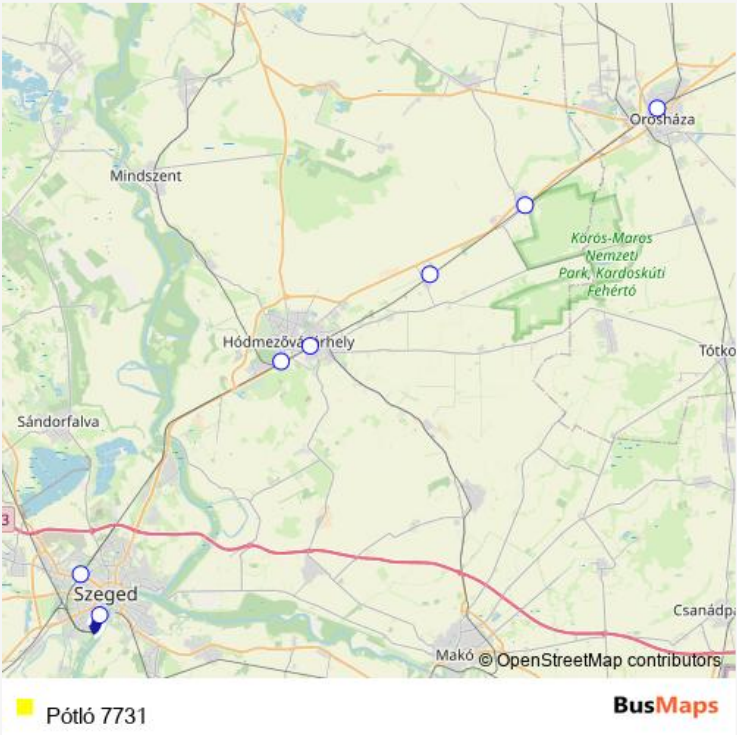 Orosháza
Mindszent
Körös-Maros
Nemzeti
Park, Kardoskúti
Fehértó
Hódmezővásárhely
Tótko
Sándorfalva
3
Szeged
Csanádpa
Makó
© OpenStreetMap contributors
Pótló 7731
BusMaps